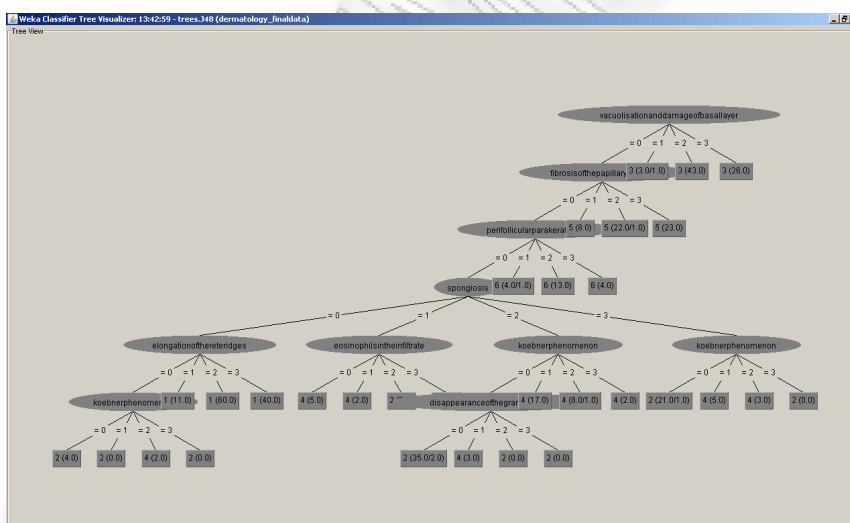 Weka Classifier Tree Visualizer: 13:42:59 - trees.J48 (dermatology_finaldata)
Tree View
vacuolisationanddamageofbasallayer
= 0 = 1 = 2 = 3
fibrosisofthepapillary 3 (3.0/1.0) 3 (43.0) 3 (26.0)
= 0 = 1 = 2 = 3
perifollicularparakerat 5 (8.0) 5 (22.0/1.0) 5 (23.0)
= 0 = 1 = 2 = 3
spongiosis 6 (4.0/1.0) 6 (13.0) 6 (4.0)
= 0 = 1 = 2 = 3
elongationofthereteridges eosinophilsintheinfiltrate koebnerphenomenon koebnerphenomenon
= 0 = 1 = 2 = 3 = 0 = 1 = 2 = 3 = 0 = 1 = 2 = 3 = 0 = 1 = 2 = 3
koebnerphenomen 1 (11.0) 1 (60.0) 1 (40.0) 4 (5.0) 4 (2.0) 2 disappearanceofthegran 4 (17.0) 4 (8.0/1.0) 4 (2.0) 2 (21.0/1.0) 4 (5.0) 4 (3.0) 2 (0.0)
= 0 = 1 = 2 = 3 = 0 = 1 = 2 = 3
2 (4.0) 2 (0.0) 4 (2.0) 2 (0.0) 2 (35.0/2.0) 4 (3.0) 2 (0.0) 2 (0.0)